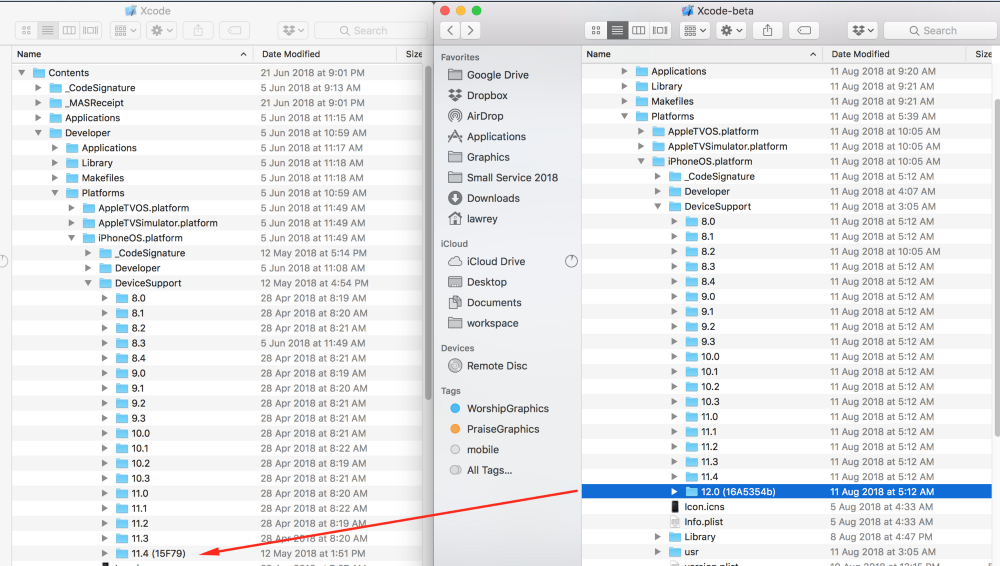 Xcode
Search
Name Date Modified Size
Contents 21 Jun 2018 at 9:01 PM
_CodeSignature 5 Jun 2018 at 9:13 AM
_MASReceipt 21 Jun 2018 at 9:01 PM
Applications 5 Jun 2018 at 11:15 AM
Developer 5 Jun 2018 at 10:59 AM
Applications 5 Jun 2018 at 11:17 AM
Library 5 Jun 2018 at 11:18 AM
Makefiles 5 Jun 2018 at 11:18 AM
Platforms 5 Jun 2018 at 10:59 AM
AppleTVOS.platform 5 Jun 2018 at 11:49 AM
AppleTVSimulator.platform 5 Jun 2018 at 11:49 AM
iPhoneOS.platform 5 Jun 2018 at 11:49 AM
_CodeSignature 12 May 2018 at 5:14 PM
Developer 5 Jun 2018 at 11:08 AM
DeviceSupport 12 May 2018 at 4:54 PM
8.0 28 Apr 2018 at 8:19 AM
8.1 28 Apr 2018 at 8:20 AM
8.2 28 Apr 2018 at 8:21 AM
8.3 5 Jun 2018 at 11:49 AM
8.4 28 Apr 2018 at 8:21 AM
9.0 28 Apr 2018 at 8:21 AM
9.1 28 Apr 2018 at 8:20 AM
9.2 28 Apr 2018 at 8:21 AM
9.3 28 Apr 2018 at 8:21 AM
10.0 28 Apr 2018 at 8:21 AM
10.1 28 Apr 2018 at 8:22 AM
10.2 28 Apr 2018 at 8:19 AM
10.3 28 Apr 2018 at 8:21 AM
11.0 28 Apr 2018 at 8:20 AM
11.1 28 Apr 2018 at 8:22 AM
11.2 28 Apr 2018 at 8:19 AM
11.3 28 Apr 2018 at 8:20 AM
11.4 (15F79) 12 May 2018 at 1:51 PM
Xcode-beta
Search
Favorites
Google Drive
Dropbox
AirDrop
Applications
Graphics
Small Service 2018
Downloads
lawrey
iCloud
iCloud Drive
Desktop
Documents
workspace
Devices
Remote Disc
Tags
WorshipGraphics
PraiseGraphics
mobile
All Tags...
Name Date Modified Size
Applications 11 Aug 2018 at 9:20 AM
Library 11 Aug 2018 at 9:21 AM
Makefiles 11 Aug 2018 at 9:21 AM
Platforms 11 Aug 2018 at 5:39 AM
AppleTVOS.platform 11 Aug 2018 at 10:05 AM
AppleTVSimulator.platform 11 Aug 2018 at 10:05 AM
iPhoneOS.platform 11 Aug 2018 at 10:05 AM
_CodeSignature 11 Aug 2018 at 5:12 AM
Developer 11 Aug 2018 at 4:07 AM
DeviceSupport 11 Aug 2018 at 3:05 AM
8.0 11 Aug 2018 at 5:12 AM
8.1 11 Aug 2018 at 5:12 AM
8.2 11 Aug 2018 at 10:05 AM
8.3 11 Aug 2018 at 5:12 AM
8.4 11 Aug 2018 at 5:12 AM
9.0 11 Aug 2018 at 5:12 AM
9.1 11 Aug 2018 at 5:12 AM
9.2 11 Aug 2018 at 5:12 AM
9.3 11 Aug 2018 at 5:12 AM
10.0 11 Aug 2018 at 5:12 AM
10.1 11 Aug 2018 at 5:12 AM
10.2 11 Aug 2018 at 5:12 AM
10.3 11 Aug 2018 at 5:12 AM
11.0 11 Aug 2018 at 5:12 AM
11.1 11 Aug 2018 at 5:12 AM
11.2 11 Aug 2018 at 5:12 AM
11.3 11 Aug 2018 at 5:12 AM
11.4 11 Aug 2018 at 5:12 AM
12.0 (16A5354b) 11 Aug 2018 at 5:12 AM
Icon.icns 5 Aug 2018 at 4:33 AM
Info.plist 5 Aug 2018 at 4:33 AM
Library 8 Aug 2018 at 4:47 PM
usr 11 Aug 2018 at 3:05 AM
version.plist 10 Aug 2018 at 12:15 PM